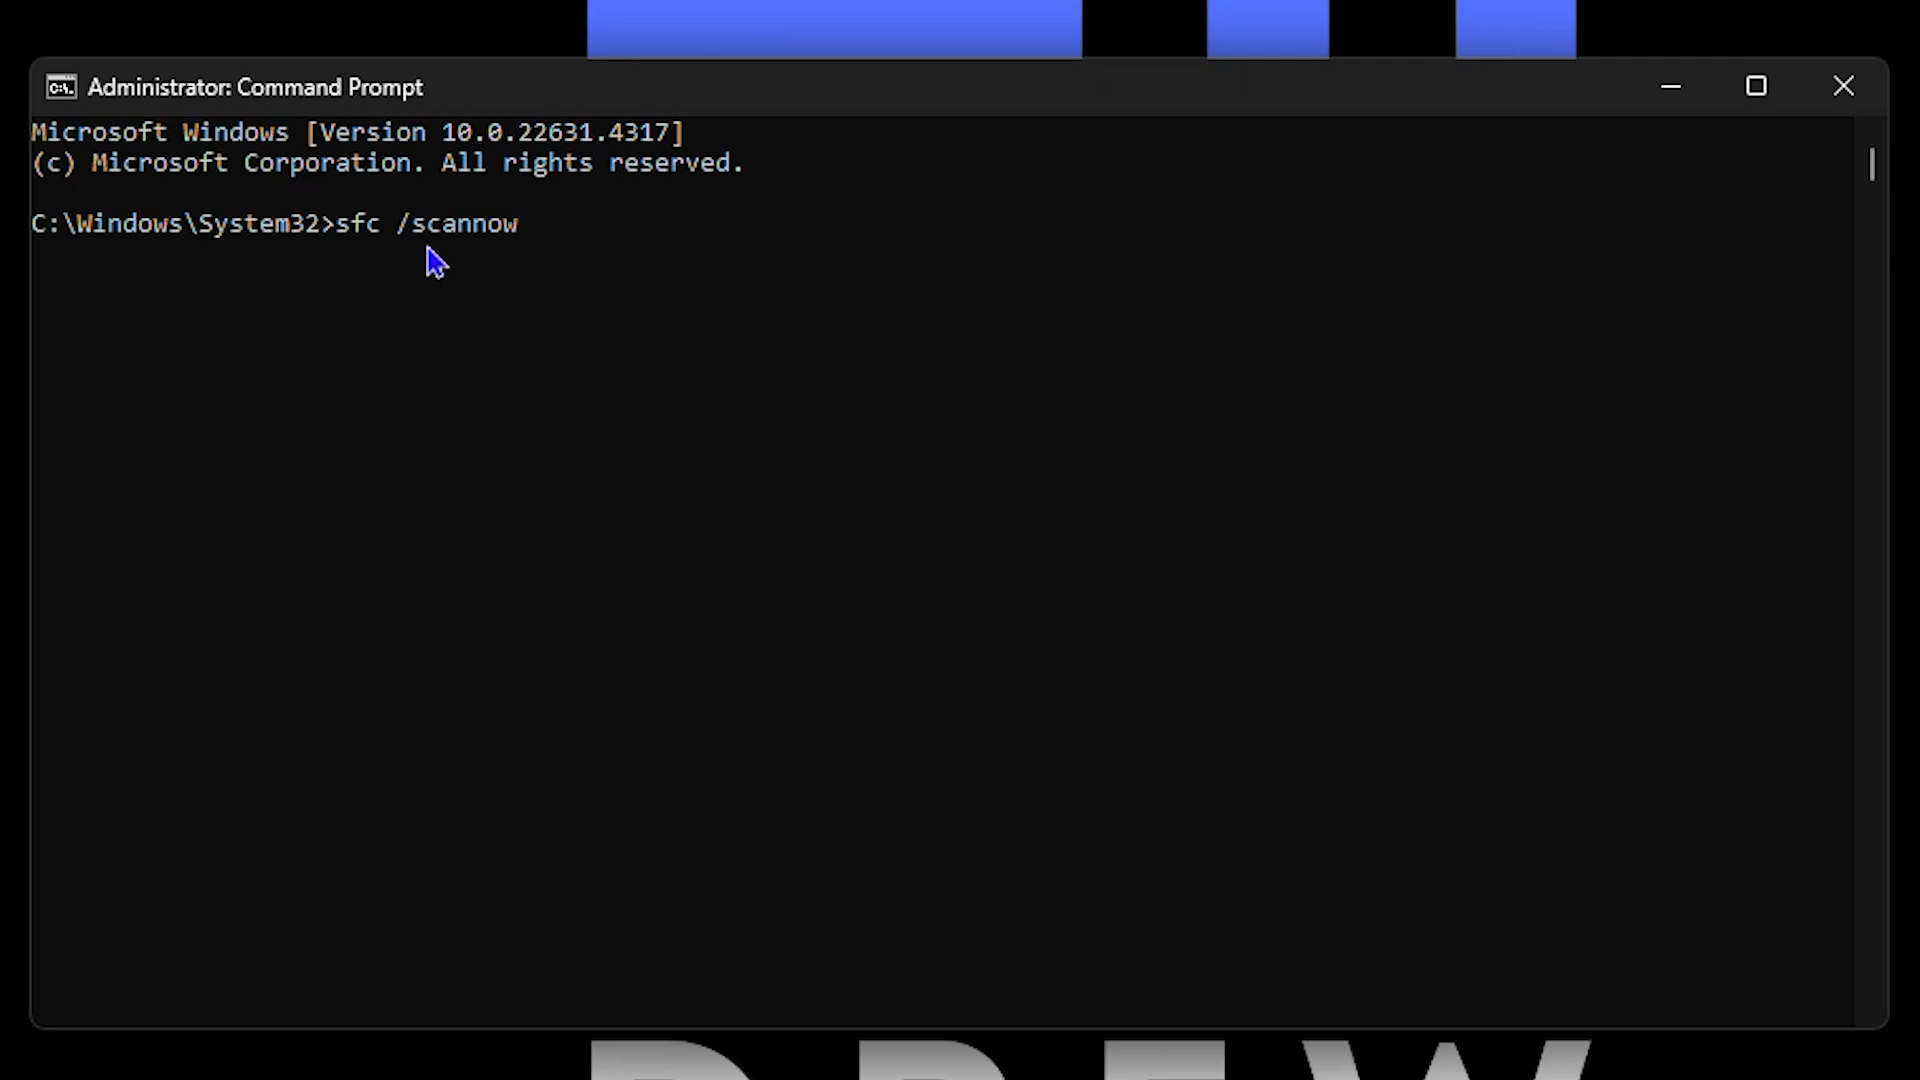 Administrator: Command Prompt
Microsoft Windows [Version 10.0.22631.4317]
(c) Microsoft Corporation. All rights reserved.
C:\Windows\System32>sfc /scannow